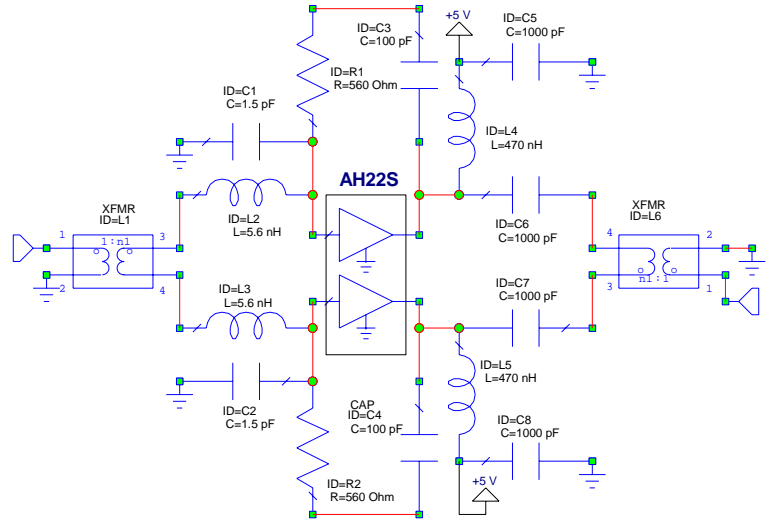 +5 V
ID=C5
C=1000 pF
ID=C3
C=100 pF
ID=R1
R=560 Ohm
ID=C1
C=1.5 pF
ID=L4
L=470 nH
AH22S
XFMR
ID=L1
1
3
1:n1
o
o
2
4
ID=L2
L=5.6 nH
ID=C6
C=1000 pF
XFMR
ID=L6
4
2
o
o
n1:1
3
1
ID=L3
L=5.6 nH
ID=C7
C=1000 pF
ID=L5
L=470 nH
ID=C2
C=1.5 pF
CAP
ID=C4
C=100 pF
ID=C8
C=1000 pF
ID=R2
R=560 Ohm
+5 V